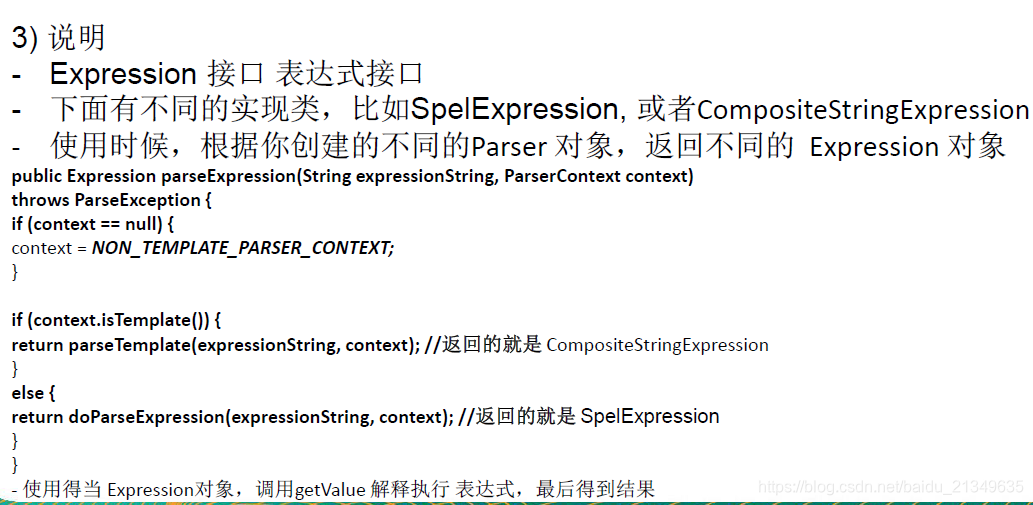 3) 说明
- Expression 接口 表达式接口
- 下面有不同的实现类，比如SpelExpression, 或者CompositeStringExpression
- 使用时候，根据你创建的不同的Parser 对象，返回不同的 Expression 对象
public Expression parseExpression(String expressionString, ParserContext context)
throws ParseException {
if (context == null) {
context = NON_TEMPLATE_PARSER_CONTEXT;
}
if (context.isTemplate()) {
return parseTemplate(expressionString, context); //返回的就是 CompositeStringExpression
}
else {
return doParseExpression(expressionString, context); //返回的就是 SpelExpression
}
}
- 使用得当 Expression对象，调用getValue 解释执行 表达式，最后得到结果
https://blog.csdn.net/baidu_21349635